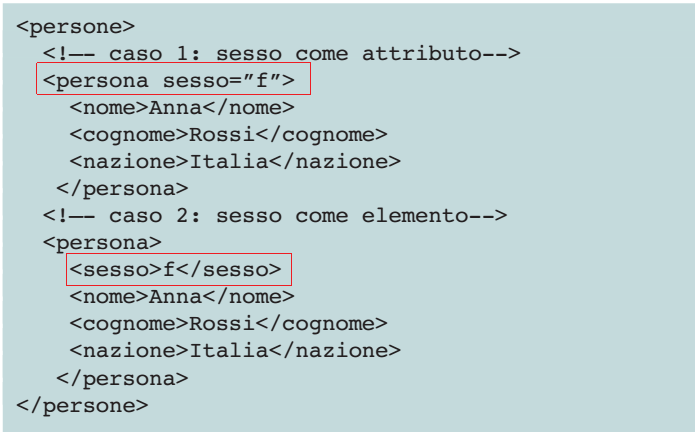 <persone>
<!–- caso 1: sesso come attributo-->
<persona sesso=”f”>
<nome>Anna</nome>
<cognome>Rossi</cognome>
<nazione>Italia</nazione>
</persona>
<!–- caso 2: sesso come elemento-->
<persona>
<sesso>f</sesso>
<nome>Anna</nome>
<cognome>Rossi</cognome>
<nazione>Italia</nazione>
</persona>
</persone>